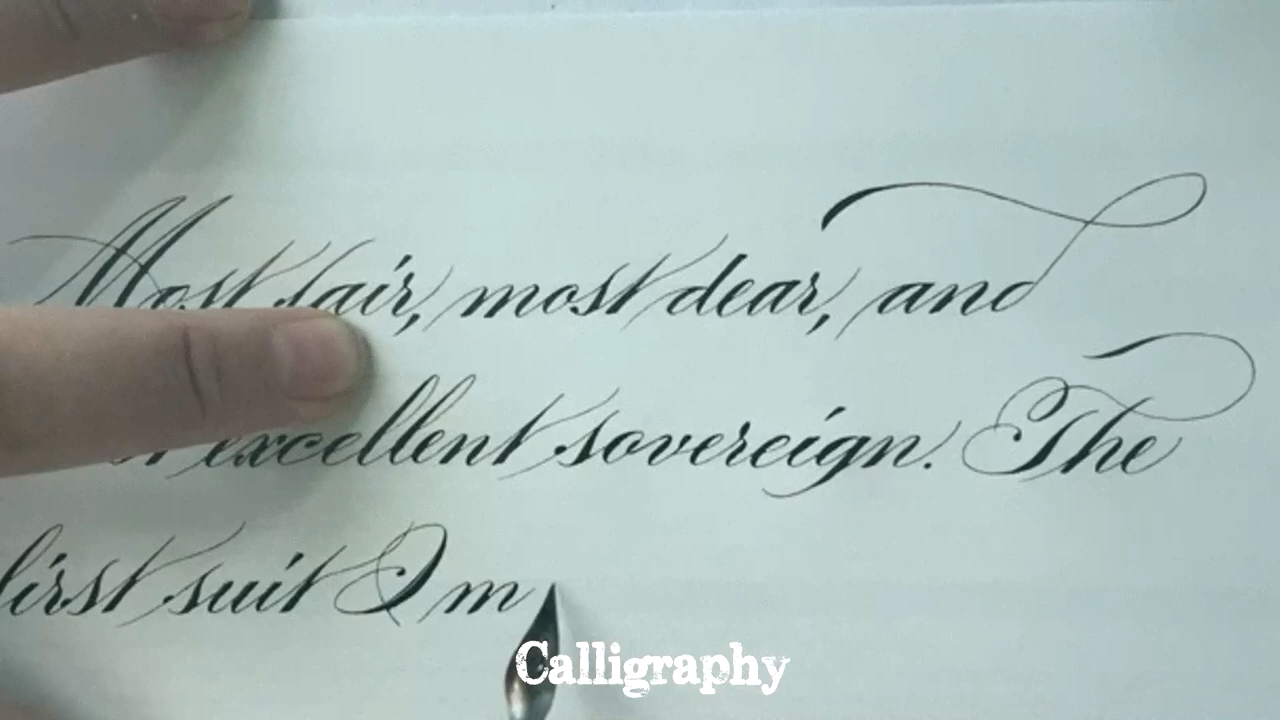 Most fair, most dear, and
excellent sovereign. The
first suit I m
Calligraphy